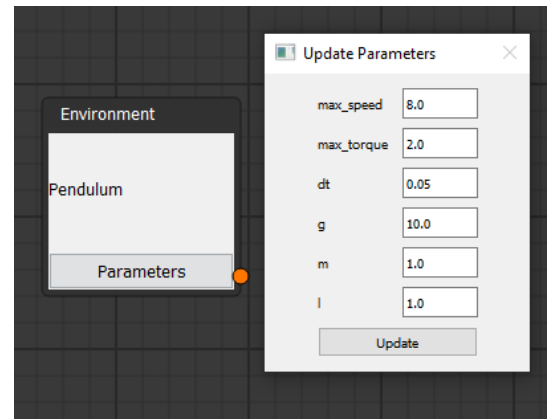 Environment
Pendulum
Parameters
Update Parameters
max_speed 8.0
max_torque 2.0
dt 0.05
g 10.0
m 1.0
l 1.0
Update